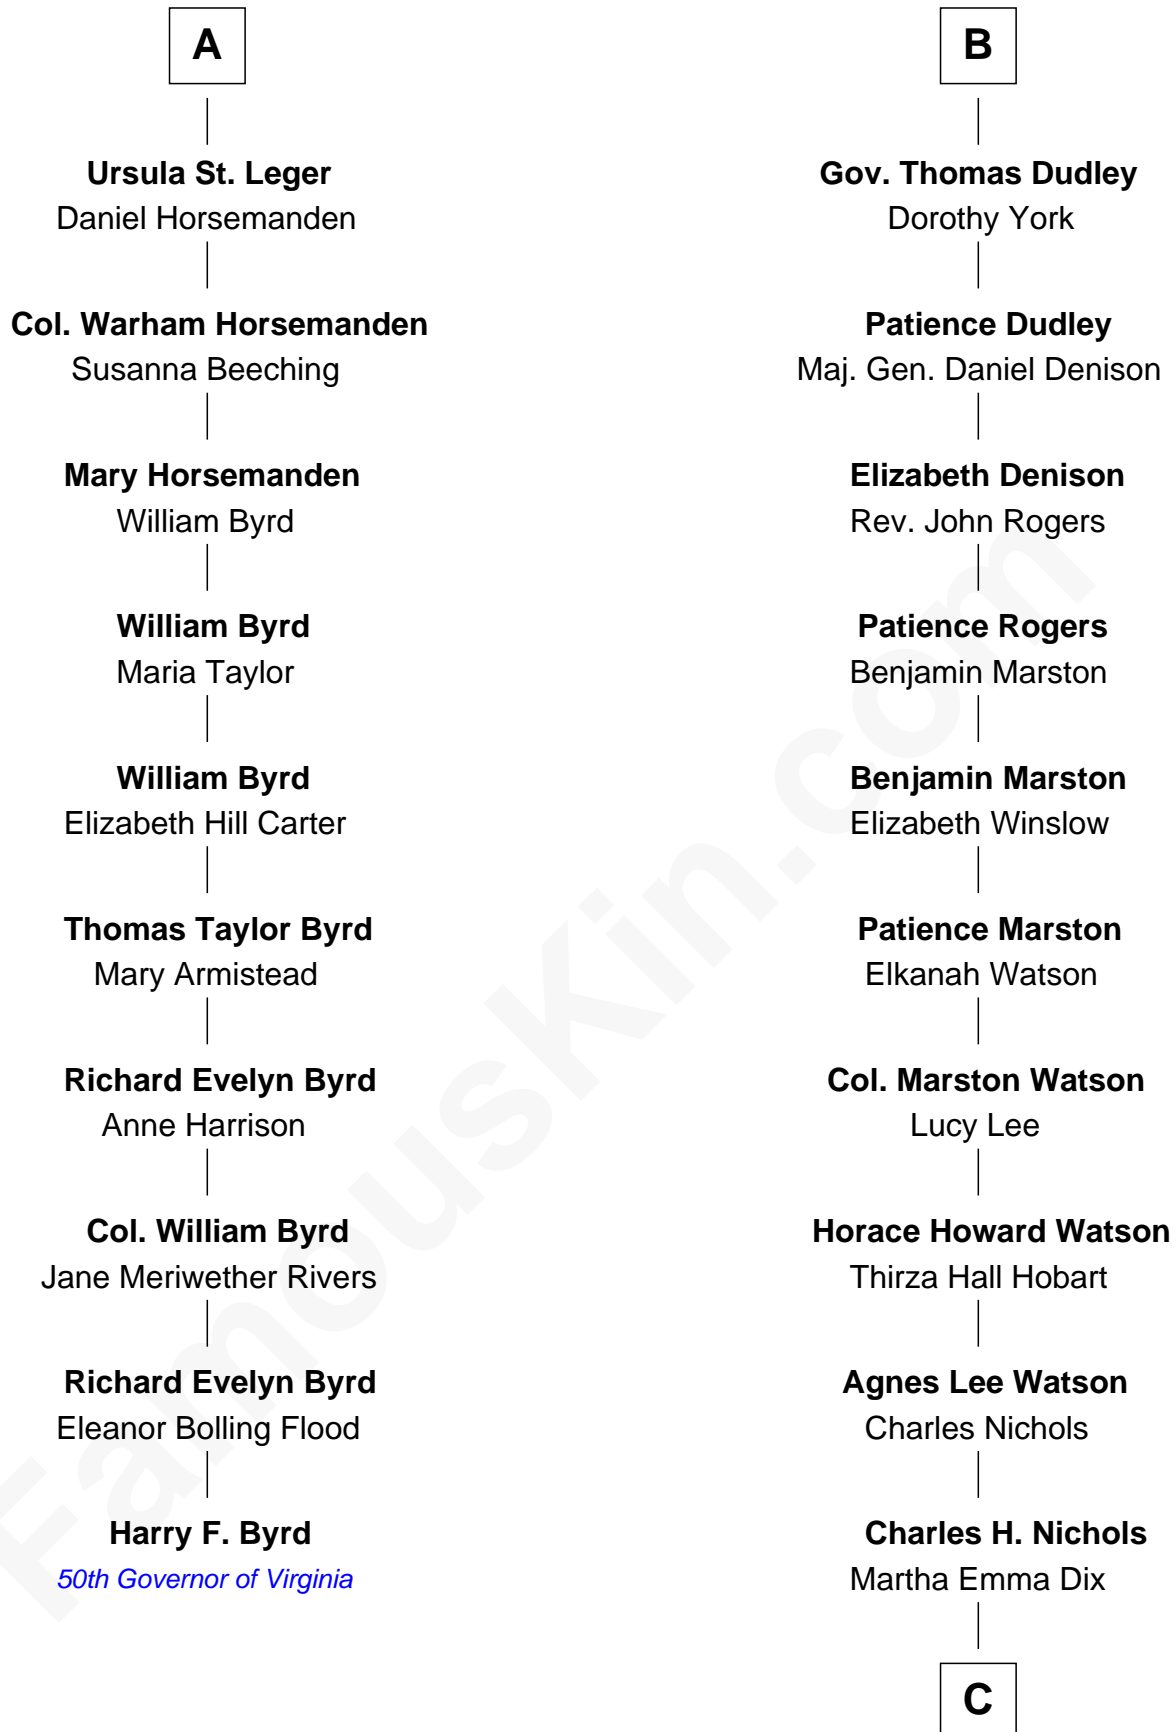 A
Ursula St. Leger
Daniel Horsemanden
Col. Warham Horsemanden
Susanna Beeching
Mary Horsemanden
William Byrd
William Byrd
Maria Taylor
William Byrd
Elizabeth Hill Carter
Thomas Taylor Byrd
Mary Armistead
Richard Evelyn Byrd
Anne Harrison
Col. William Byrd
Jane Meriwether Rivers
Richard Evelyn Byrd
Eleanor Bolling Flood
Harry F. Byrd
50th Governor of Virginia
B
Gov. Thomas Dudley
Dorothy York
Patience Dudley
Maj. Gen. Daniel Denison
Elizabeth Denison
Rev. John Rogers
Patience Rogers
Benjamin Marston
Benjamin Marston
Elizabeth Winslow
Patience Marston
Elkanah Watson
Col. Marston Watson
Lucy Lee
Horace Howard Watson
Thirza Hall Hobart
Agnes Lee Watson
Charles Nichols
Charles H. Nichols
Martha Emma Dix
C
FamousKin.com